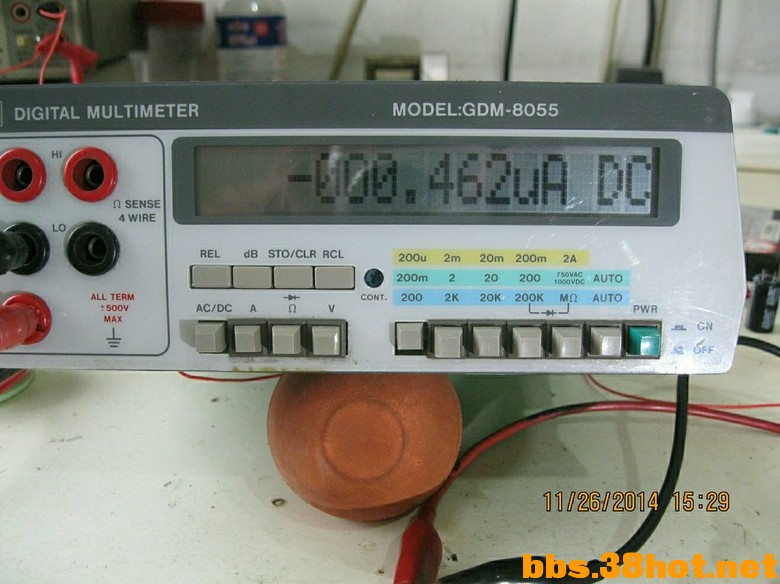 DIGITAL MULTIMETER
MODEL:GDM-8055
-000.462uA DC
HI
Ω SENSE
4 WIRE
LO
ALL TERM
±500V
MAX
REL dB STO/CLR RCL
CONT.
AC/DC A Ω V
200u 2m 20m 200m 2A
200m 2 20 200 750VAC 1000VDC AUTO
200 2K 20K 200K MΩ AUTO
PWR
ON
OFF
11/26/2014 15:29
bbs.38hot.net